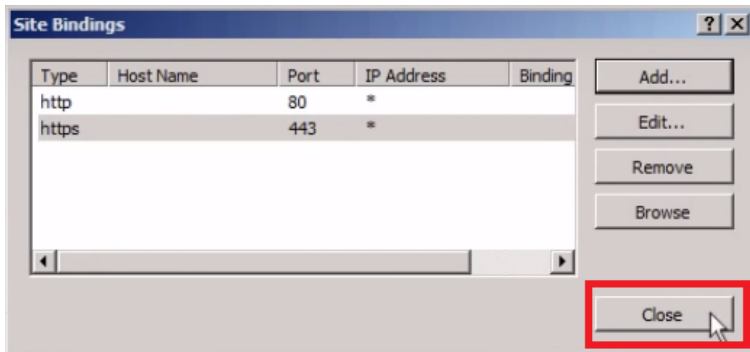 Site Bindings
Type Host Name Port IP Address Binding
http 80 *
https 443 *
Add...
Edit...
Remove
Browse
Close